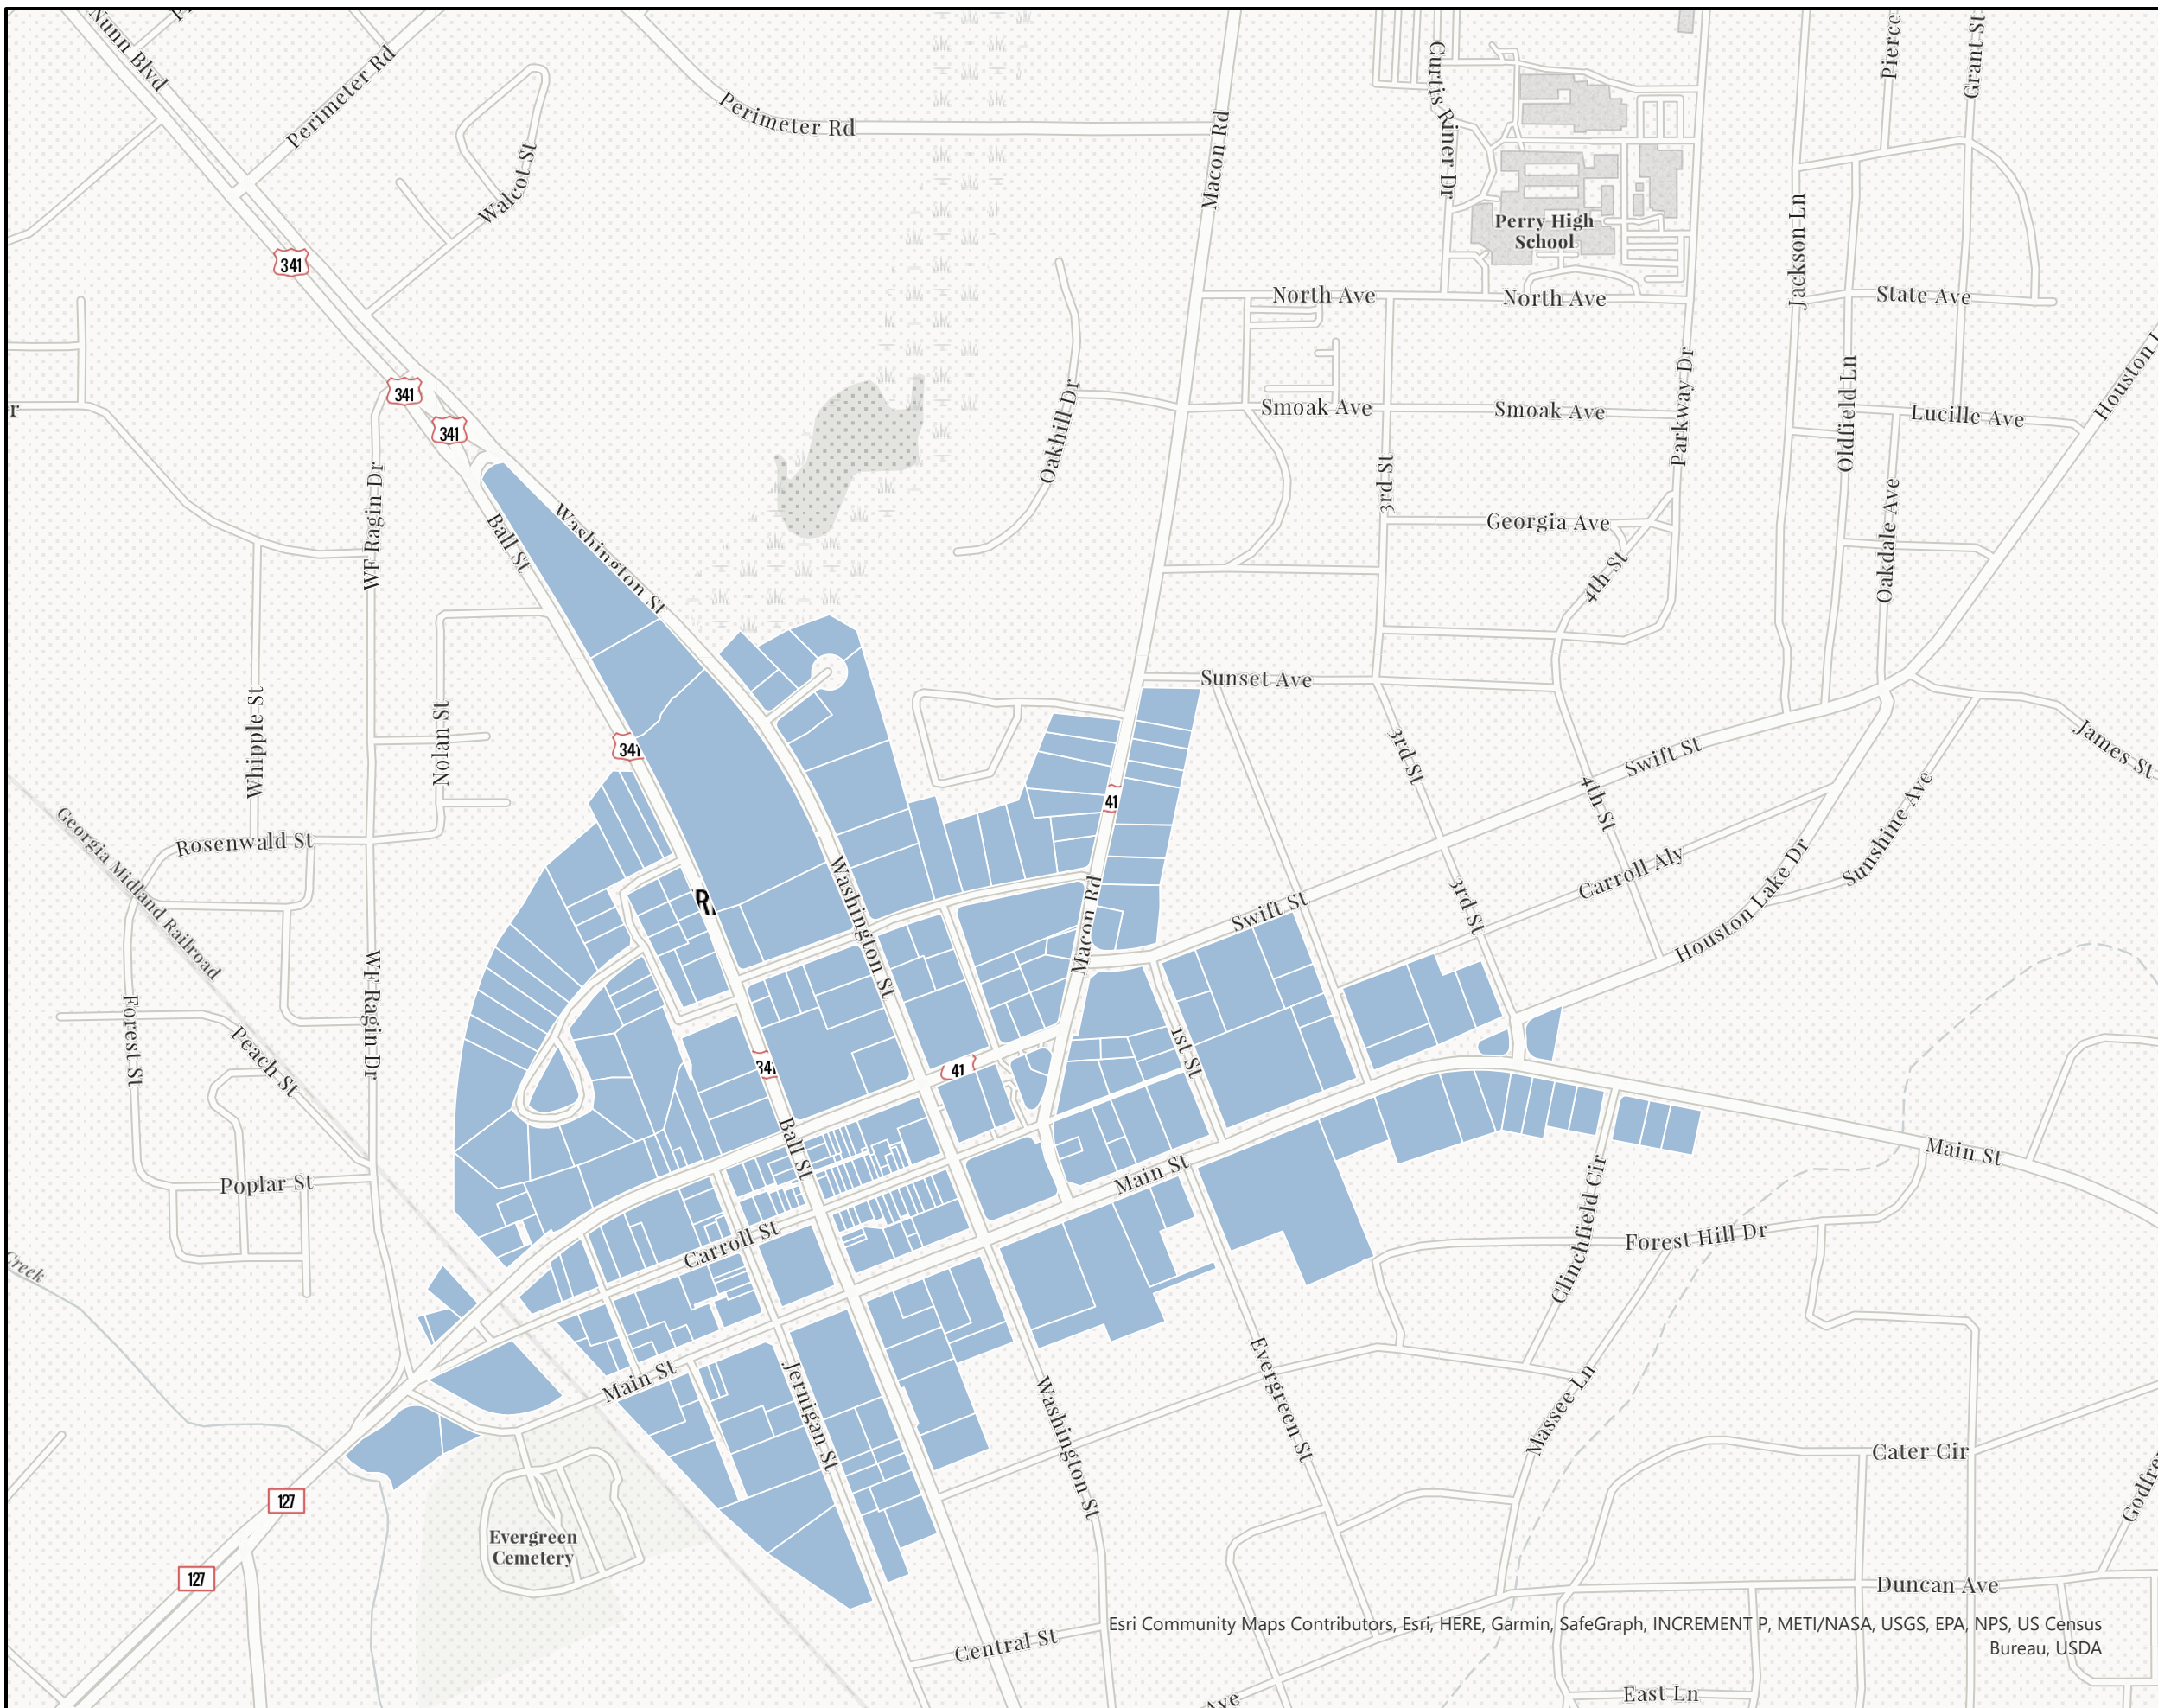 Nunn Blvd
Perimeter Rd
Perimeter Rd
Walcot St
Macon Rd
Curtis Riner Dr
Pierce
Grant St
Perry High
School
Jackson Ln
341
North Ave
North Ave
State Ave
341
341
Smoak Ave
Smoak Ave
Parkway Dr
Oldfield Ln
Lucille Ave
Houston
Oakhill Dr
3rd St
WF Ragin Dr
Ball St
Washington St
Georgia Ave
4th St
Oakdale Ave
Sunset Ave
Whipple St
Nolan St
341
41
3rd St
Swift St
4th St
James St
Rosenwald St
Georgia Midland Railroad
Washington St
Macon Rd
Swift St
3rd St
Carroll Aly
Houston Lake Dr
Sunshine Ave
WF Ragin Dr
Forest St
Peach St
341
41
1st St
Ball St
Poplar St
Main St
Main St
Carroll St
Clinchfield Cir
Forest Hill Dr
Creek
Main St
Jernigan St
Washington St
Evergreen St
Massee Ln
Cater Cir
127
Evergreen
Cemetery
127
Duncan Ave
Central St
Esri Community Maps Contributors, Esri, HERE, Garmin, SafeGraph, INCREMENT P, METI/NASA, USGS, EPA, NPS, US Census
Bureau, USDA
East Ln
Ave